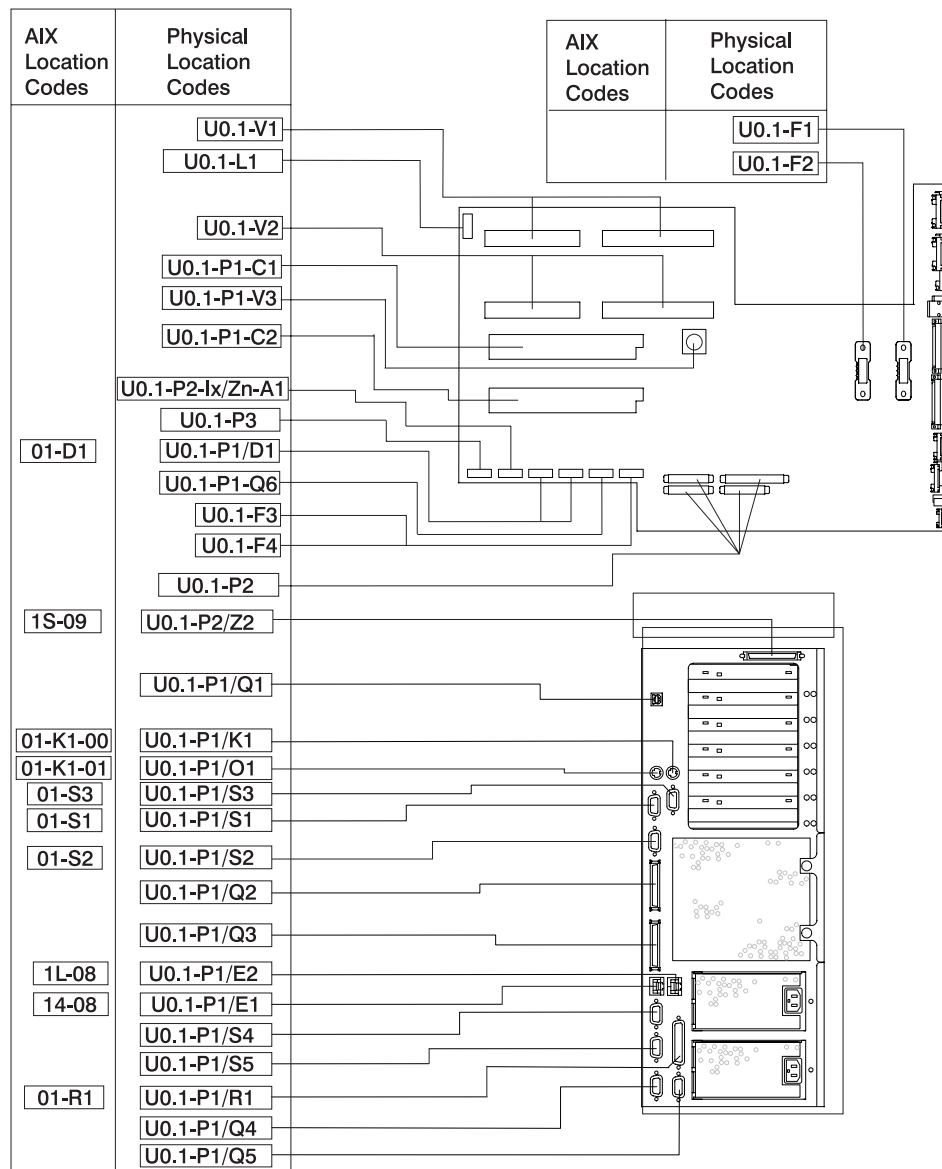 AIX Location Codes
Physical Location Codes
U0.1-V1
U0.1-L1
U0.1-V2
U0.1-P1-C1
U0.1-P1-V3
U0.1-P1-C2
U0.1-P2-Ix/Zn-A1
U0.1-P3
01-D1 U0.1-P1/D1
U0.1-P1-Q6
U0.1-F3
U0.1-F4
U0.1-P2
1S-09 U0.1-P2/Z2
U0.1-P1/Q1
01-K1-00 U0.1-P1/K1
01-K1-01 U0.1-P1/O1
01-S3 U0.1-P1/S3
01-S1 U0.1-P1/S1
01-S2 U0.1-P1/S2
U0.1-P1/Q2
U0.1-P1/Q3
1L-08 U0.1-P1/E2
14-08 U0.1-P1/E1
U0.1-P1/S4
U0.1-P1/S5
01-R1 U0.1-P1/R1
U0.1-P1/Q4
U0.1-P1/Q5
AIX Location Codes
Physical Location Codes
U0.1-F1
U0.1-F2